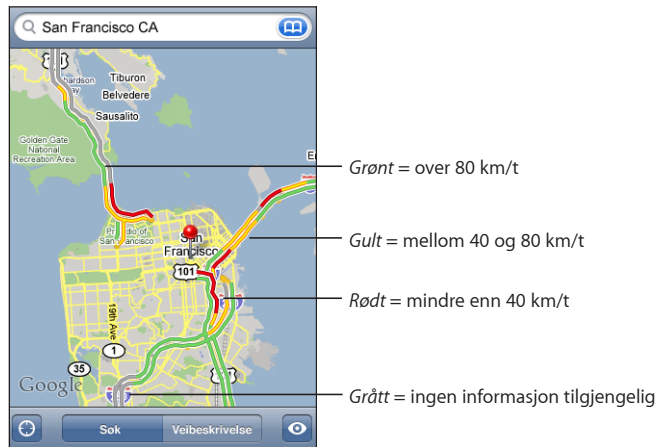 San Francisco CA
Tiburon
Belvedere
Sausalito
Golden Gate
National
Recreation Area
Grønt = over 80 km/t
Gult = mellom 40 og 80 km/t
San
Francisco
101
Rødt = mindre enn 40 km/t
19th Ave
1
35
Google
Grått = ingen informasjon tilgjengelig
Søk
Veibeskrivelse